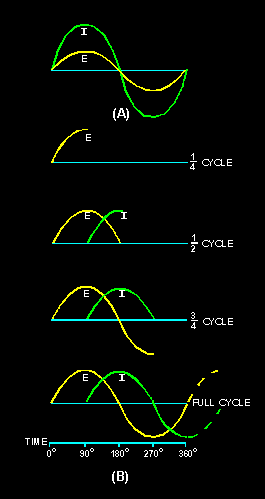 I
E
(A)
E
1/4 CYCLE
E I
1/2 CYCLE
E I
3/4 CYCLE
E I
FULL CYCLE
TIME
0° 90° 180° 270° 360°
(B)